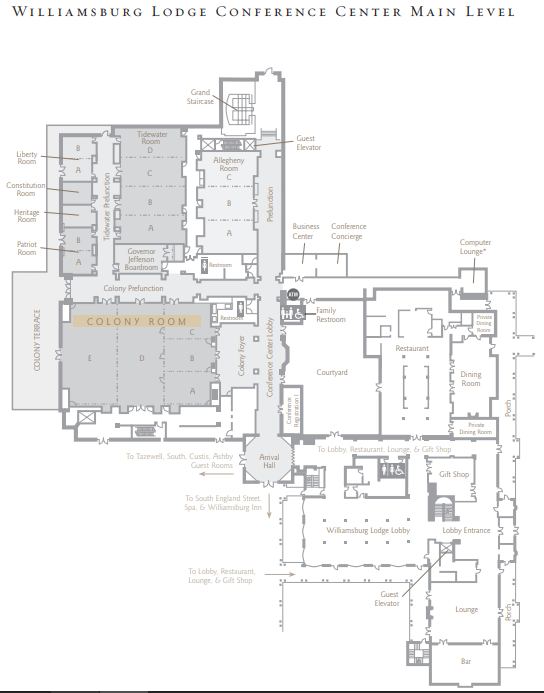 WILLIAMSBURG LODGE CONFERENCE CENTER MAIN LEVEL
Grand
Staircase
Guest
Elevator
Tidewater
Room
D
C
B
A
Allegheny
Room
C
B
A
Liberty
Room
B
A
Constitution
Room
Heritage
Room
Patriot
Room
B
A
Tidewater Prefunction
Prefunction
Governor
Jefferson
Boardroom
Restroom
Business
Center
Conference
Concierge
Computer
Lounge*
Colony Prefunction
ATM
Family
Restroom
COLONY TERRACE
COLONY ROOM
Restroom
E
D
C
B
A
Colony Foyer
Conference Center Lobby
Conference
Registration 1
Courtyard
Restaurant
Private
Dining
Room
Dining
Room
Private
Dining Room
Porch
To Tazewell, South, Custis, Ashby
Guest Rooms
Arrival
Hall
To Lobby, Restaurant, Lounge, & Gift Shop
Gift Shop
To South England Street,
Spa, & Williamsburg Inn
Williamsburg Lodge Lobby
Lobby Entrance
To Lobby, Restaurant,
Lounge, & Gift Shop
Guest
Elevator
Lounge
Porch
Bar